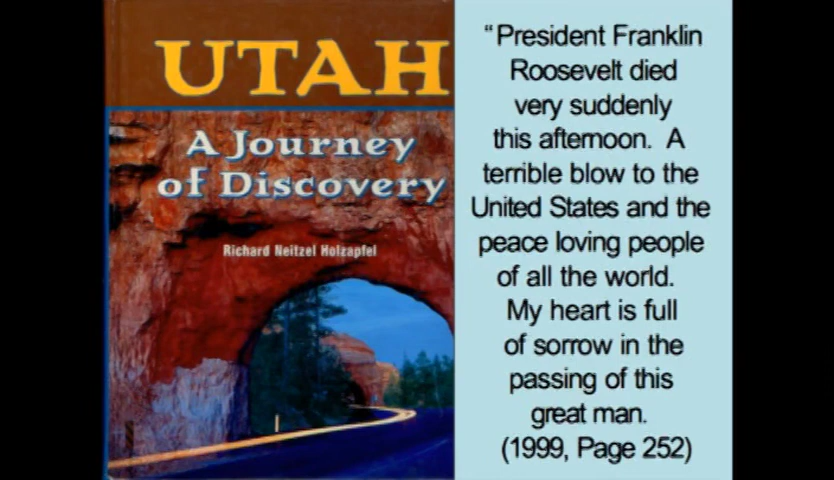 UTAH
A Journey
of Discovery
Richard Neitzel Holzapfel
“President Franklin
Roosevelt died
very suddenly
this afternoon. A
terrible blow to the
United States and the
peace loving people
of all the world.
My heart is full
of sorrow in the
passing of this
great man.
(1999, Page 252)